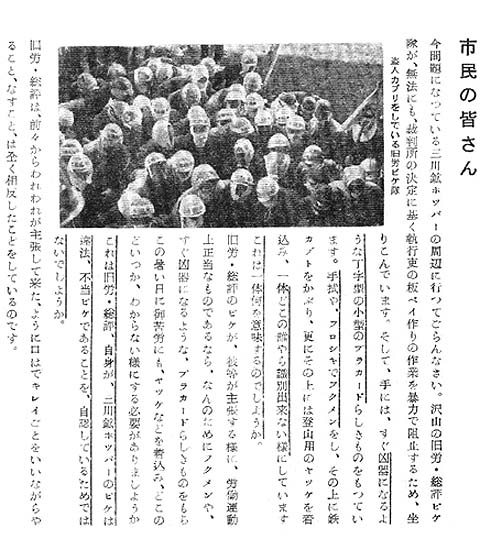 市民の皆さん
今問題になつている三川鉱ホッパーの周辺に行つてごらんなさい。沢山の旧労・総評ピケ
隊が、無法にも、裁判所の決定に基く執行吏の板ベイ作りの作業を暴力で阻止するため、坐
りこんでいます。そして、手には、すぐ凶器になるよ
うな丁字型の小型のプラカードらしきものをもつてい
ます。手拭や、フロシキでフクメンをし、その上に鉄
カブトをかぶり、更にその上には登山用のヤッケを着
込み、一体どこの誰やら識別出来ない様にしています
これは一体何を意味するのでしようか。
旧労・総評のピケが、彼等が主張する様に、労働運動
上正当なものであるなら、なんのためにフクメンや、
すぐ凶器になるような、プラカードらしきものをもち
この暑い日に御苦労にも、ヤッケなどを着込み、どこの
どいつか、わからない様にする必要がありましようか
これは旧労・総評、自身が、三川鉱ホッパーのピケは
違法、不当ピケであることを、自認しているためでは
ないでしようか。
旧労・総評は、前々からわれわれが主張して来た、ように口ではキレイごとをいいながらや
ること、なすこと、は全く相反したことをしているのです。
盗人カブリをしている旧労ピケ隊